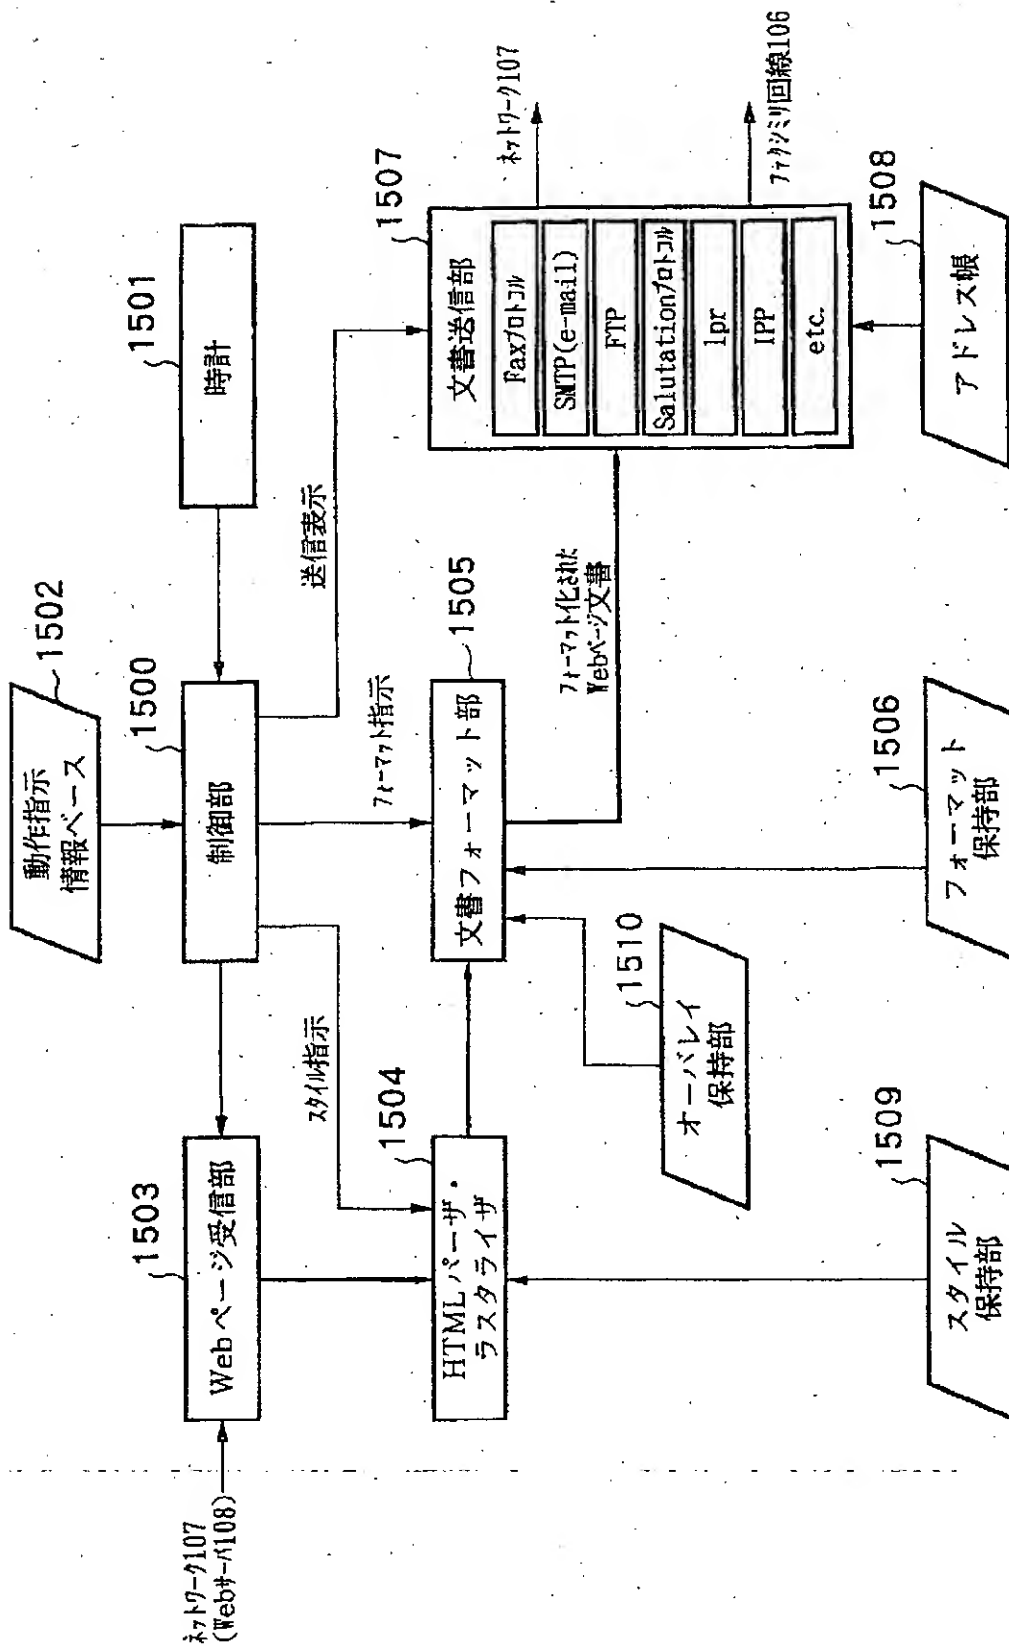 動作指示
情報ベース
1502
1500
制御部
1501
時計
ネットワーク107
(Webサーバ108)
1503
Webページ受信部
スタイル指示
フォーマット指示
送信表示
1504
HTMLパーザ・
ラスタライザ
1505
文書フォーマット部
フォーマット化された
Webページ文書
1507
文書送信部
Faxプロトコル
SMTP(e-mail)
FTP
Salutationプロトコル
lpr
IPP
etc.
ネットワーク107
ファクシミリ回線106
1510
オーバレイ
保持部
1509
スタイル
保持部
1506
フォーマット
保持部
1508
アドレス帳